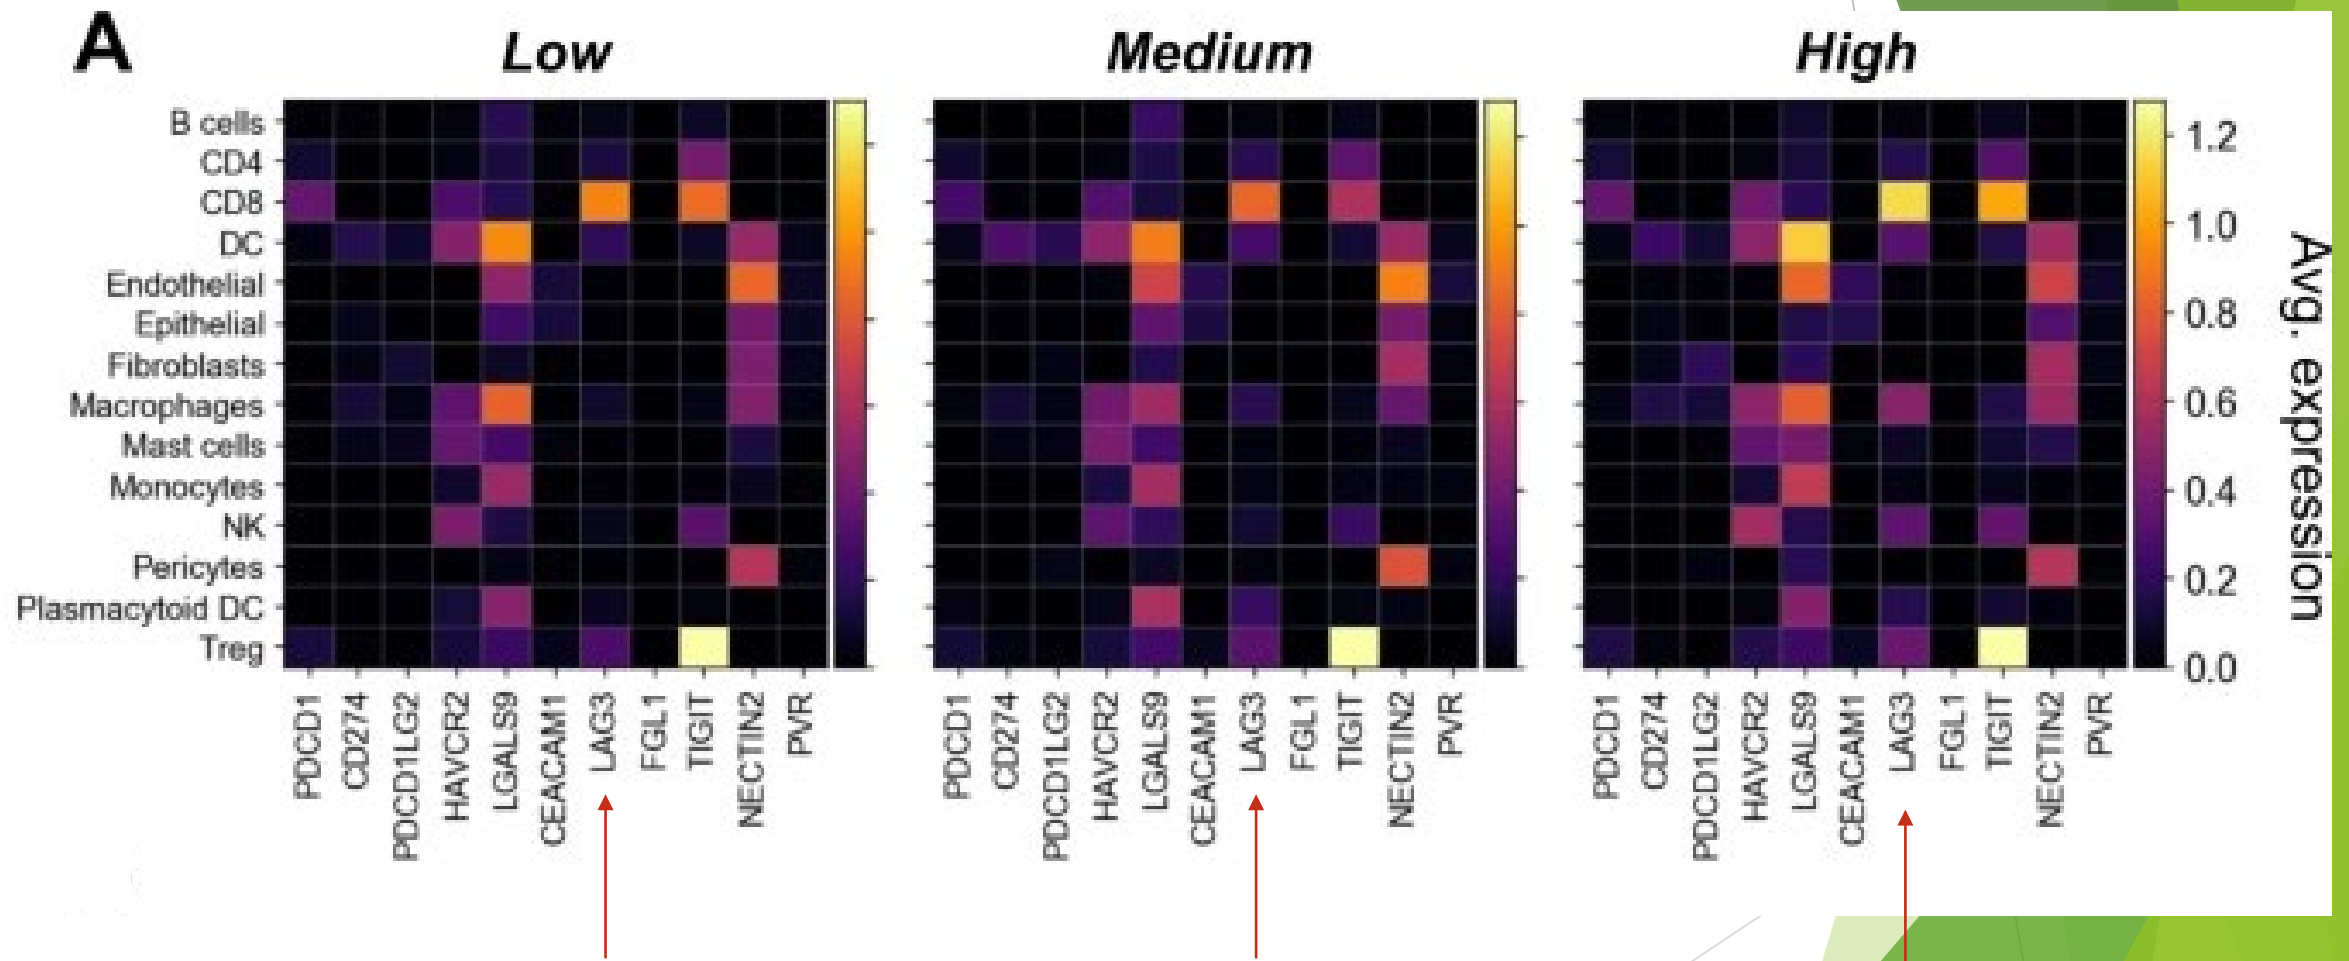 A
Low
Medium
High
B cells
CD4
CD8
DC
Endothelial
Epithelial
Fibroblasts
Macrophages
Mast cells
Monocytes
NK
Pericytes
Plasmacytoid DC
Treg
PDCD1
CD274
PDCD1LG2
HAVCR2
LGALS9
CEACAM1
LAG3
FGL1
TIGIT
NECTIN2
PVR
PDCD1
CD274
PDCD1LG2
HAVCR2
LGALS9
CEACAM1
LAG3
FGL1
TIGIT
NECTIN2
PVR
PDCD1
CD274
PDCD1LG2
HAVCR2
LGALS9
CEACAM1
LAG3
FGL1
TIGIT
NECTIN2
PVR
1.2
1.0
0.8
0.6
0.4
0.2
0.0
Avg. expression